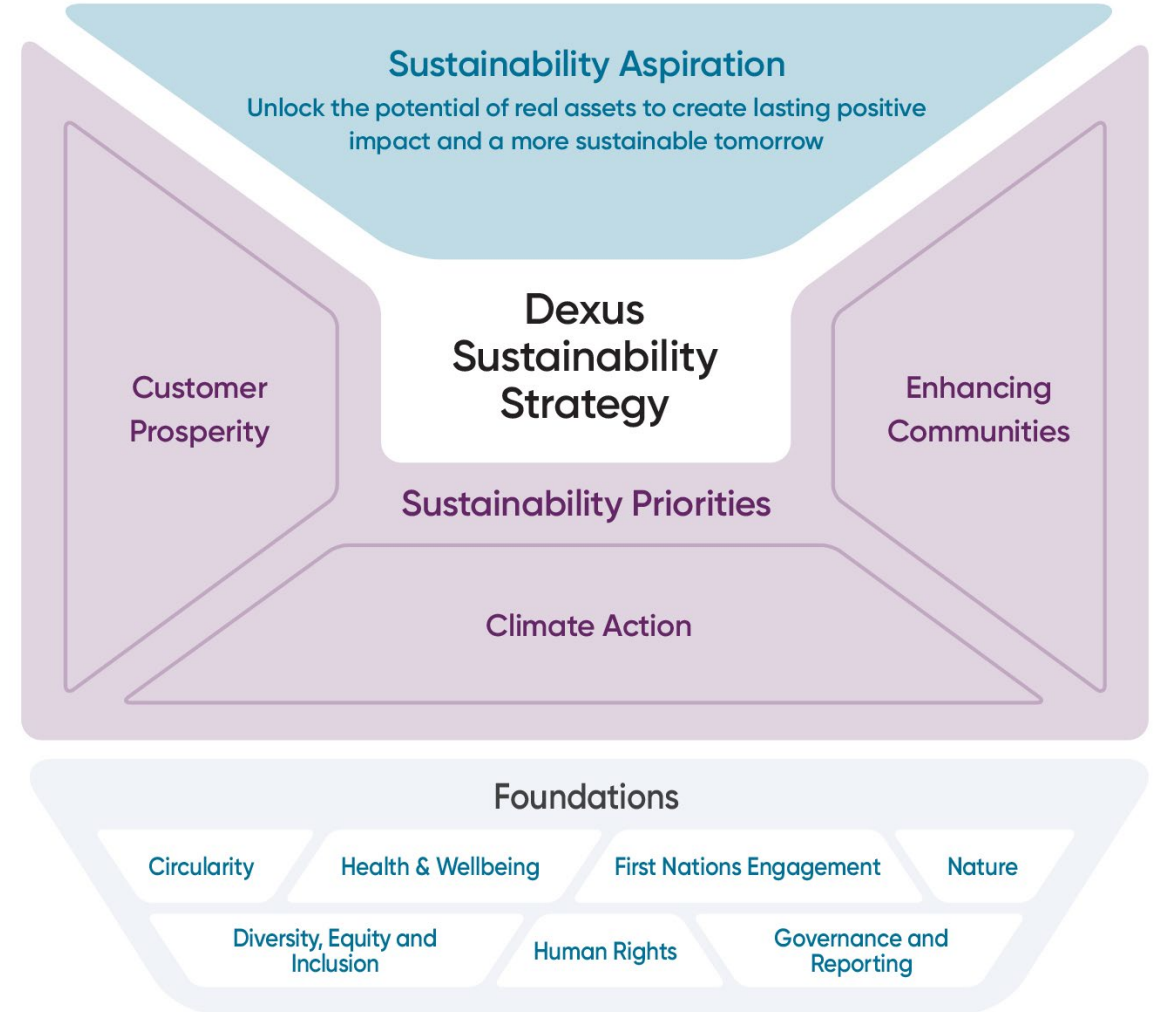 Sustainability Aspiration
Unlock the potential of real assets to create lasting positive
impact and a more sustainable tomorrow
Dexus
Sustainability
Strategy
Customer
Prosperity
Enhancing
Communities
Sustainability Priorities
Climate Action
Foundations
Circularity
Health & Wellbeing
First Nations Engagement
Nature
Diversity, Equity and
Inclusion
Human Rights
Governance and
Reporting